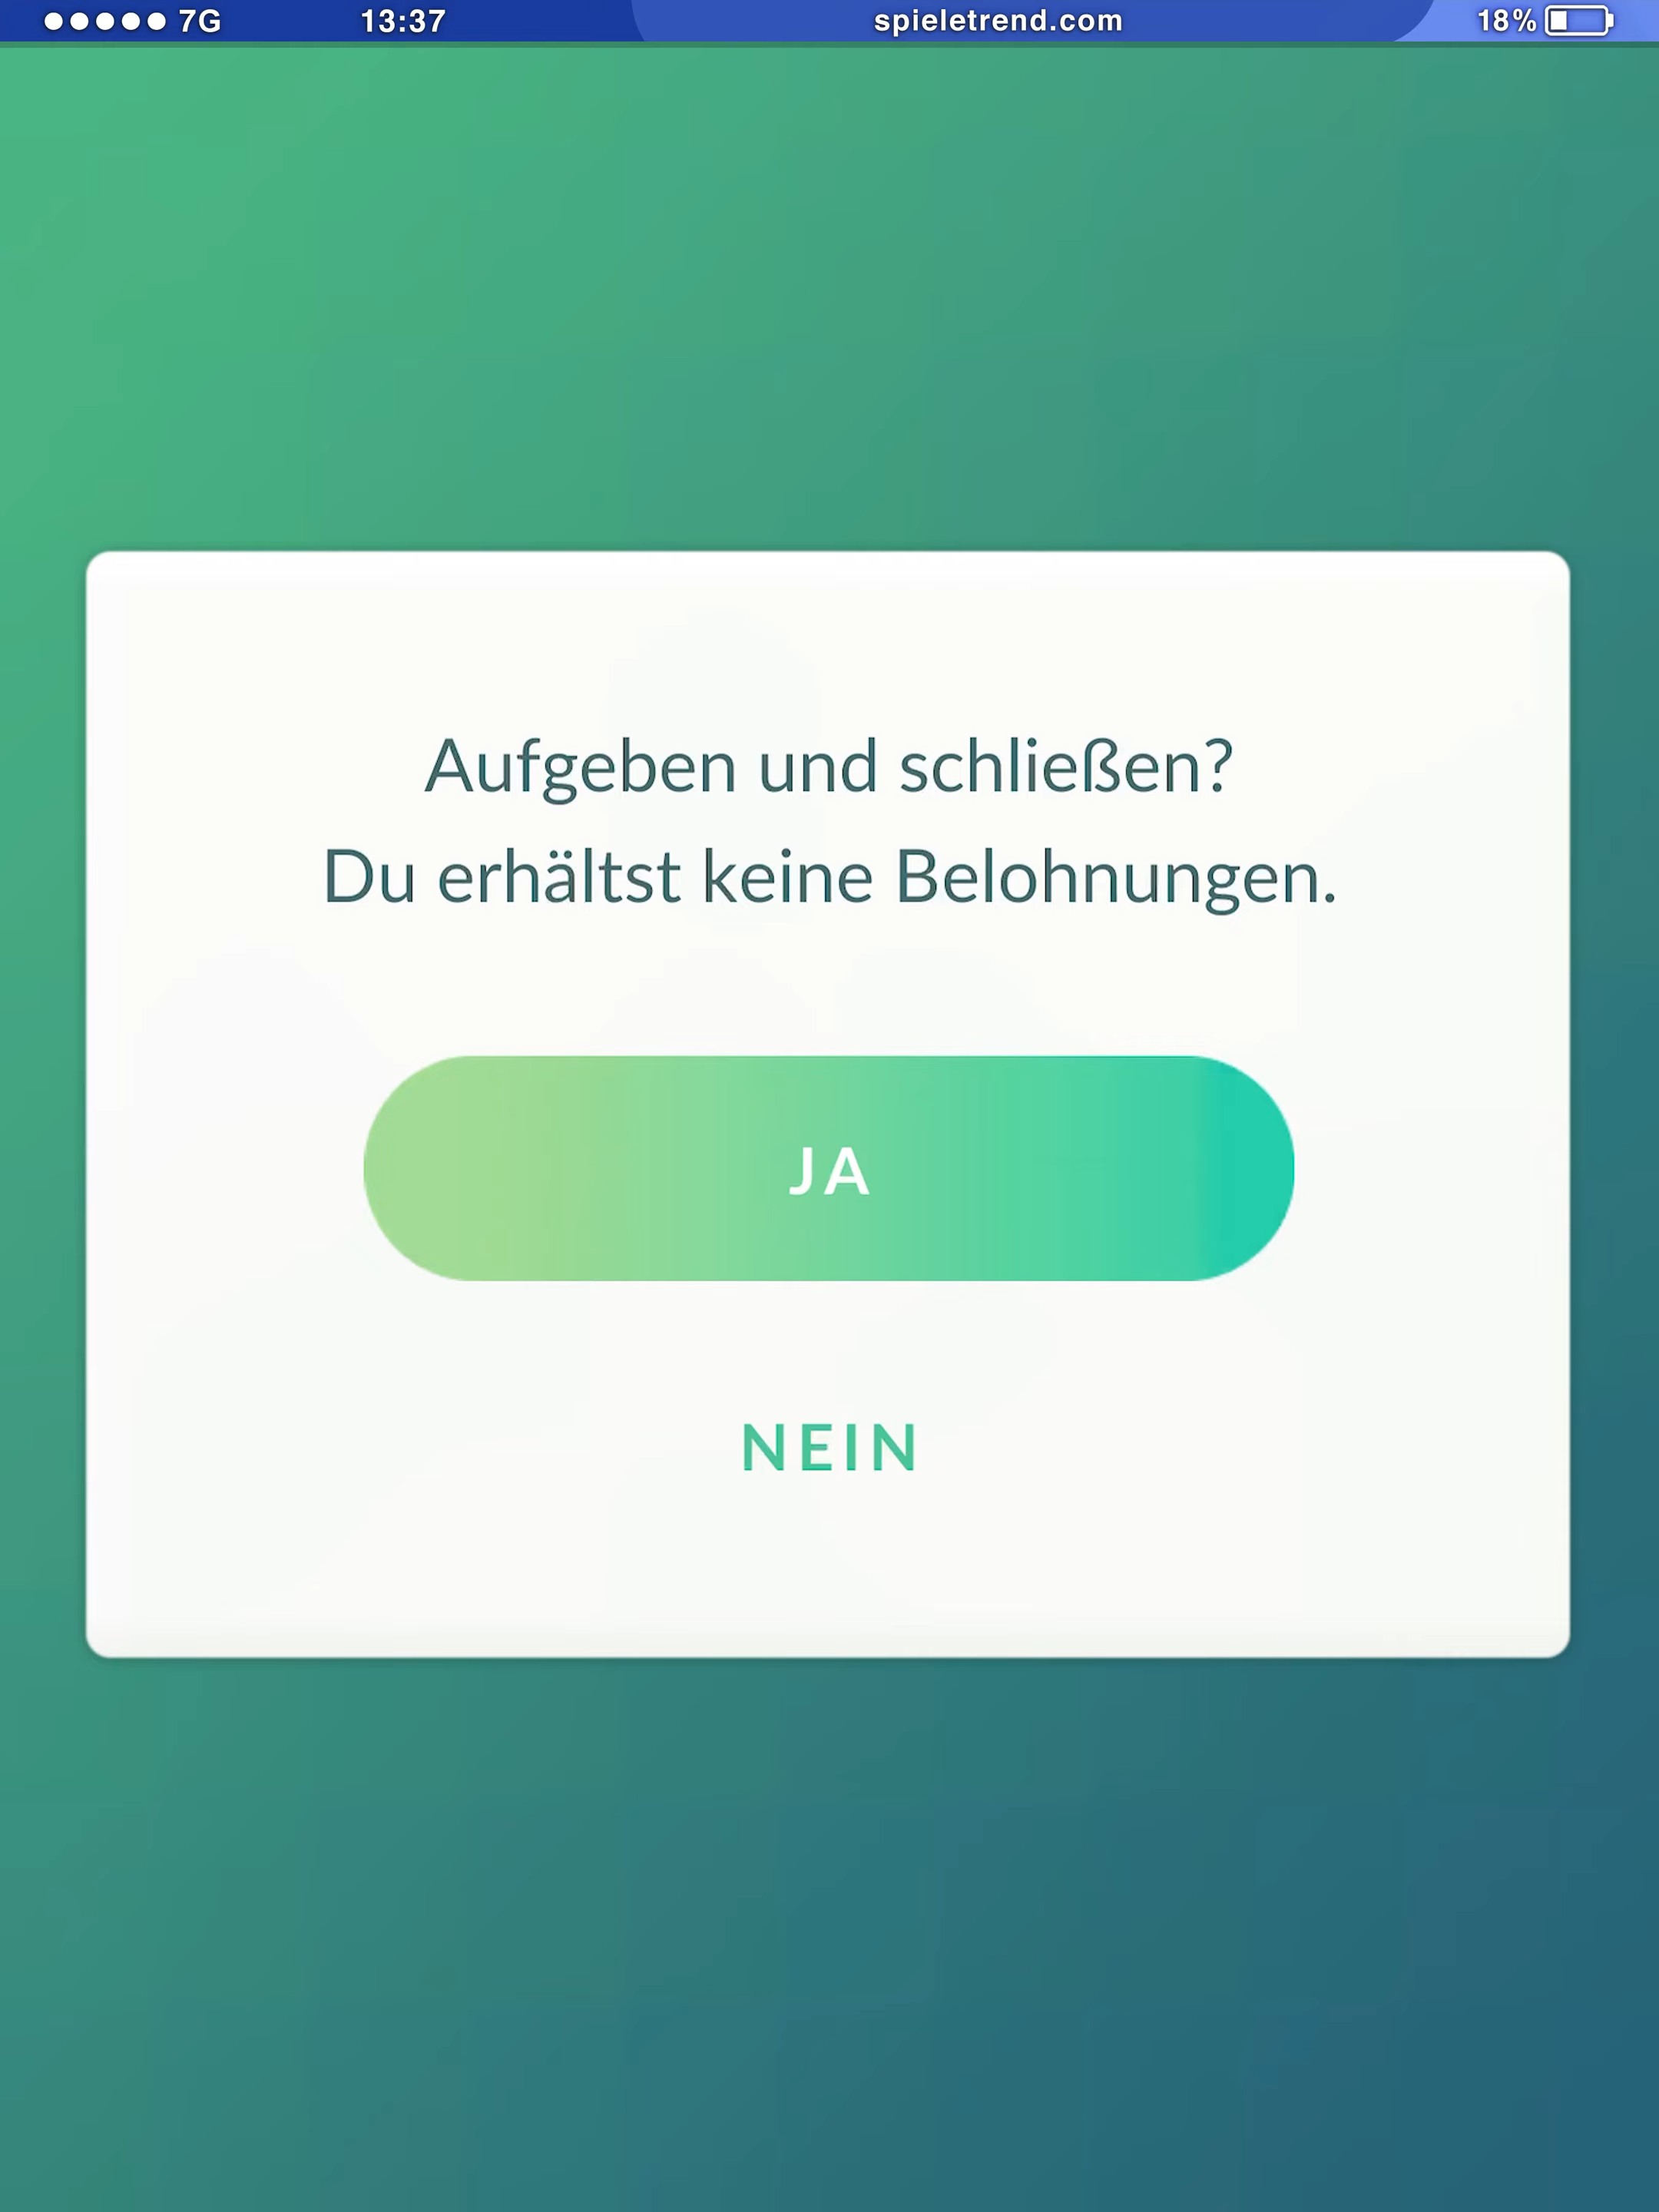 7G 13:37 spieletrend.com 18%
Aufgeben und schließen?
Du erhältst keine Belohnungen.
JA
NEIN